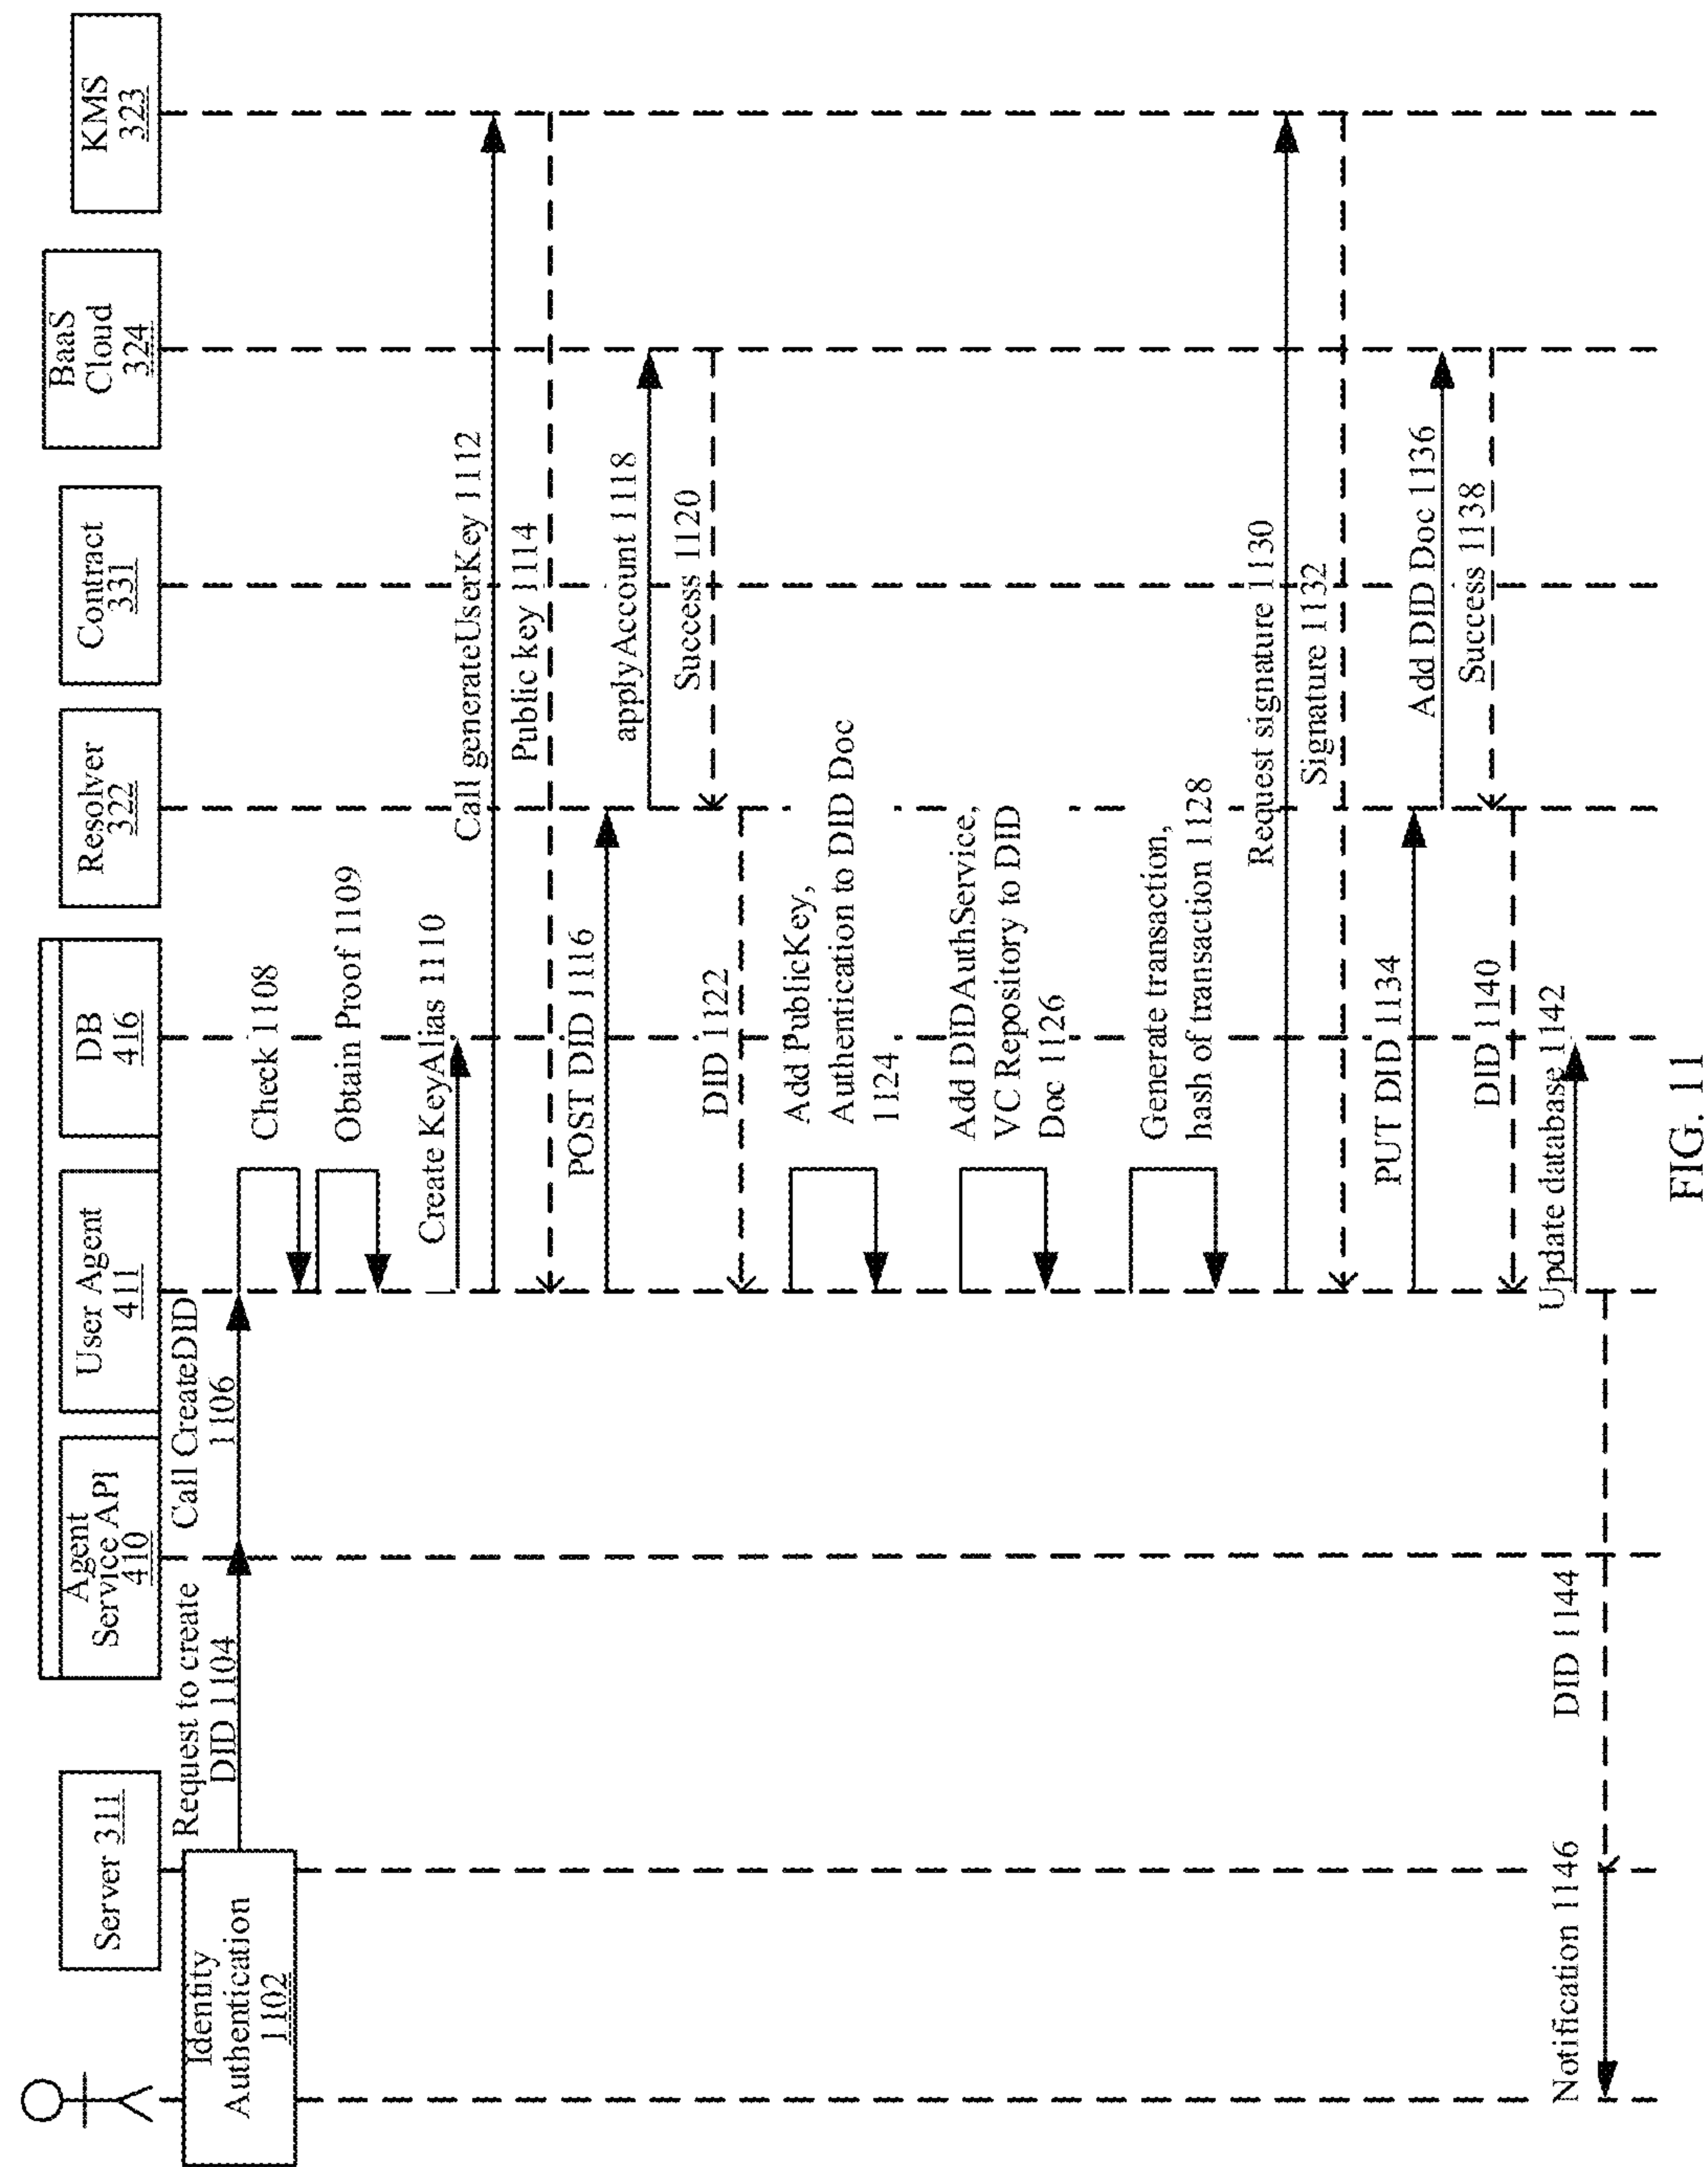 Server 311
Agent
Service API
410
User Agent
411
DB
416
Resolver
322
Contract
331
BaaS
Cloud
324
KMS
323
Identity
Authentication
1102
Request to create
DID 1104
Call CreateDID
1106
Check 1108
Obtain Proof 1109
Create KeyAlias 1110
Call generateUserKey 1112
Public key 1114
POST DID 1116
applyAccount 1118
Success 1120
DID 1122
Add PublicKey,
Authentication to DID Doc
1124
Add DIDAuthService,
VC Repository to DID
Doc 1126
Generate transaction,
hash of transaction 1128
Request signature 1130
Signature 1132
PUT DID 1134
Add DID Doc 1136
Success 1138
DID 1140
Update database 1142
DID 1144
Notification 1146
FIG. 11